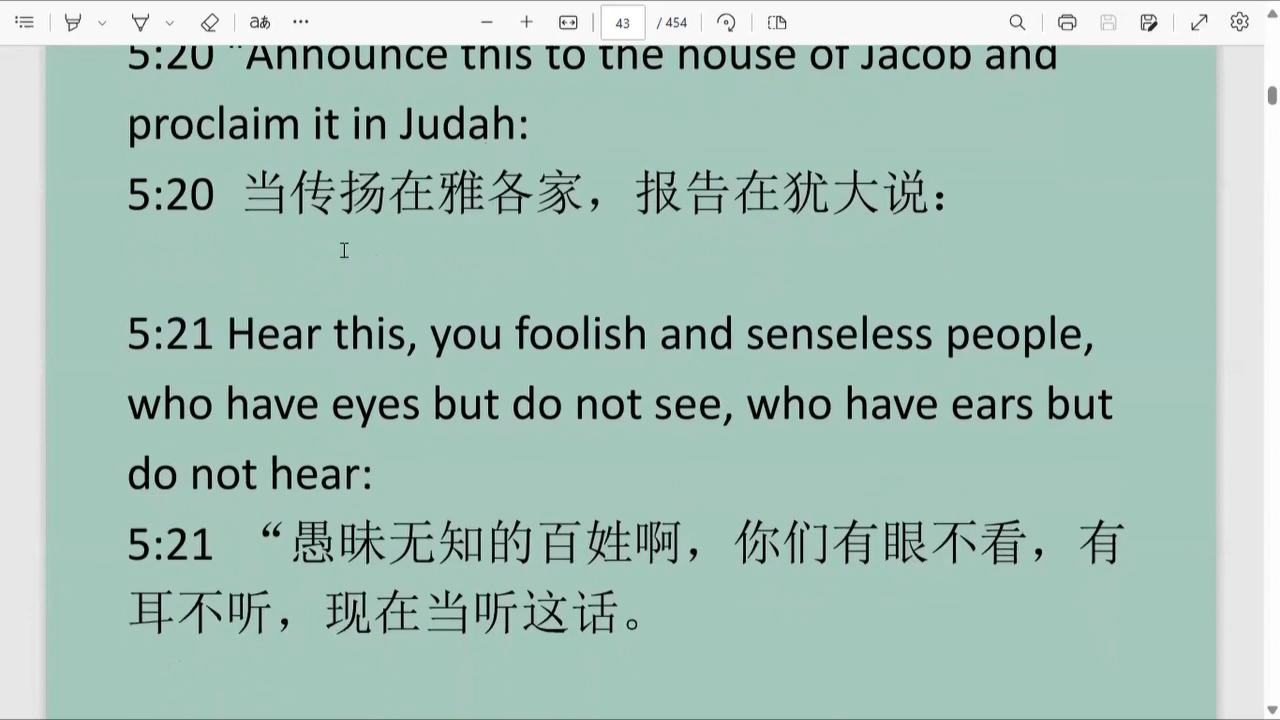 aあ
43
/ 454
5:20 "Announce this to the house of Jacob and
proclaim it in Judah:
5:20 当传扬在雅各家，报告在犹大说：
5:21 Hear this, you foolish and senseless people,
who have eyes but do not see, who have ears but
do not hear:
5:21 “愚昧无知的百姓啊，你们有眼不看，有
耳不听，现在当听这话。